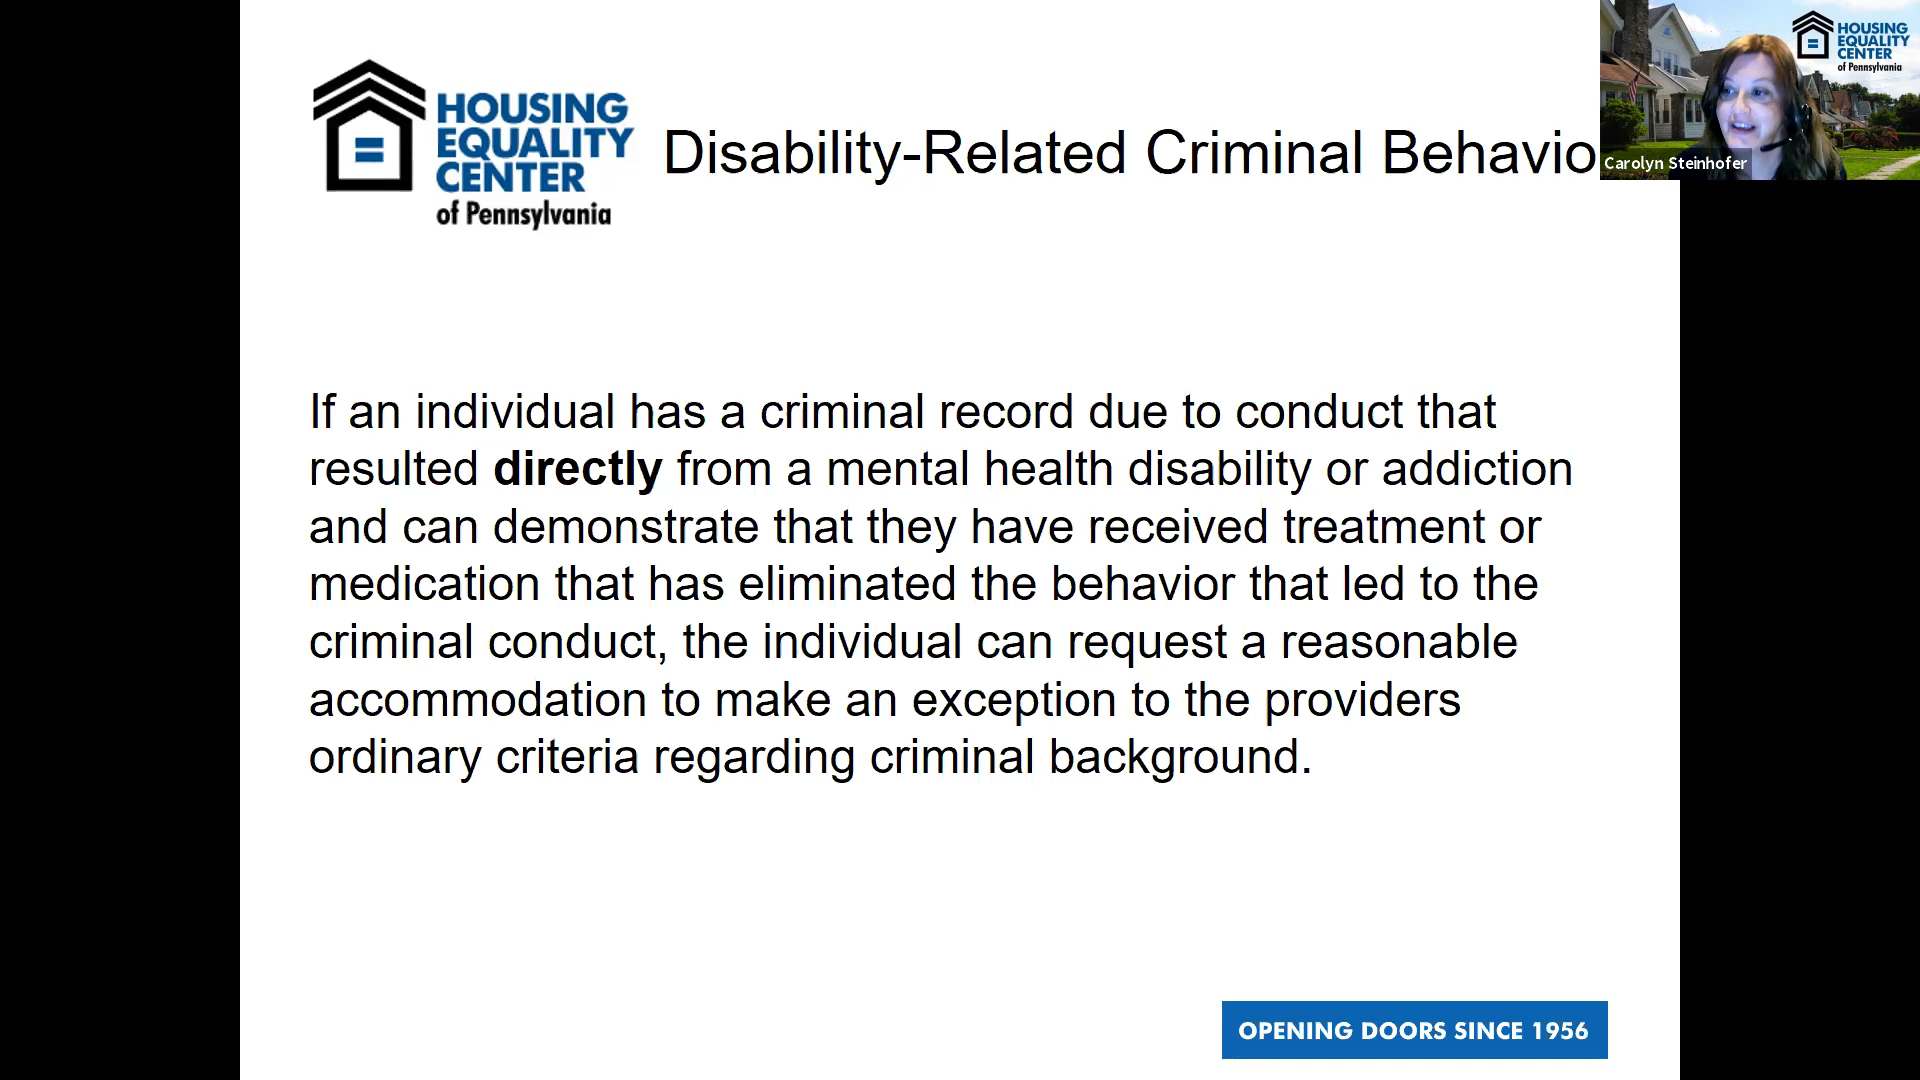 HOUSING
EQUALITY
CENTER
of Pennsylvania
Disability-Related Criminal Behavio
HOUSING
EQUALITY
CENTER
of Pennsylvania
Carolyn Steinhofer
If an individual has a criminal record due to conduct that
resulted directly from a mental health disability or addiction
and can demonstrate that they have received treatment or
medication that has eliminated the behavior that led to the
criminal conduct, the individual can request a reasonable
accommodation to make an exception to the providers
ordinary criteria regarding criminal background.
OPENING DOORS SINCE 1956